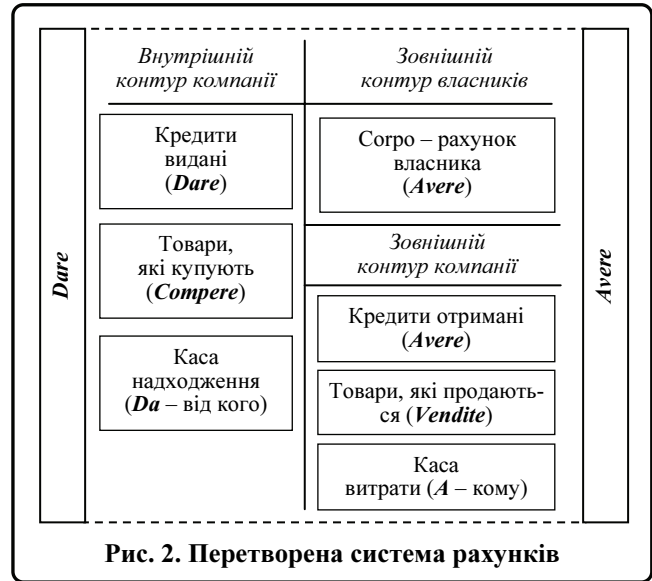 Dare
Внутрішній
контур компанії
Кредити
видані
(Dare)
Товари,
які купують
(Compere)
Каса
надходження
(Da – від кого)
Зовнішній
контур власників
Corpo – рахунок
власника
(Avere)
Зовнішній
контур компанії
Кредити отримані
(Avere)
Товари, які продають-
ся (Vendite)
Каса
витрати (А – кому)
Avere
Рис. 2. Перетворена система рахунків